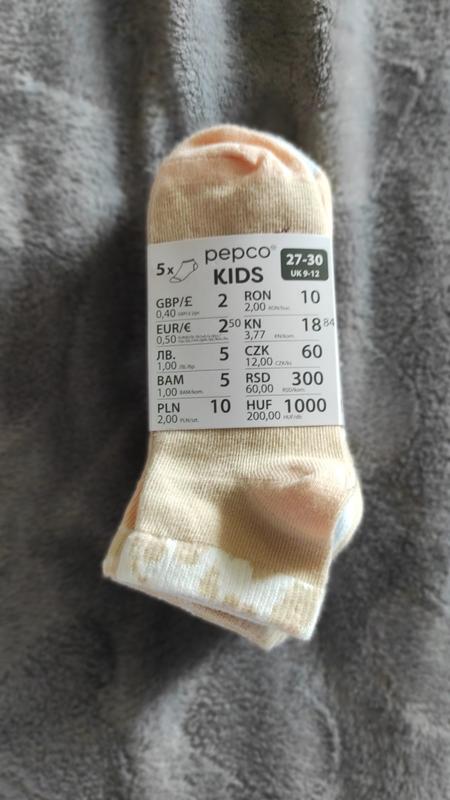 5x pepco® KIDS 27-30
UK 9-12
GBP/£ 2 RON 10
0,40 2,00
EUR/€ 2,50 KN 18,84
0,50 3,77
ЛВ. 5 CZK 60
1,00 12,00
BAM 5 RSD 300
1,00 60,00
PLN 10 HUF 1000
2,00 200,00